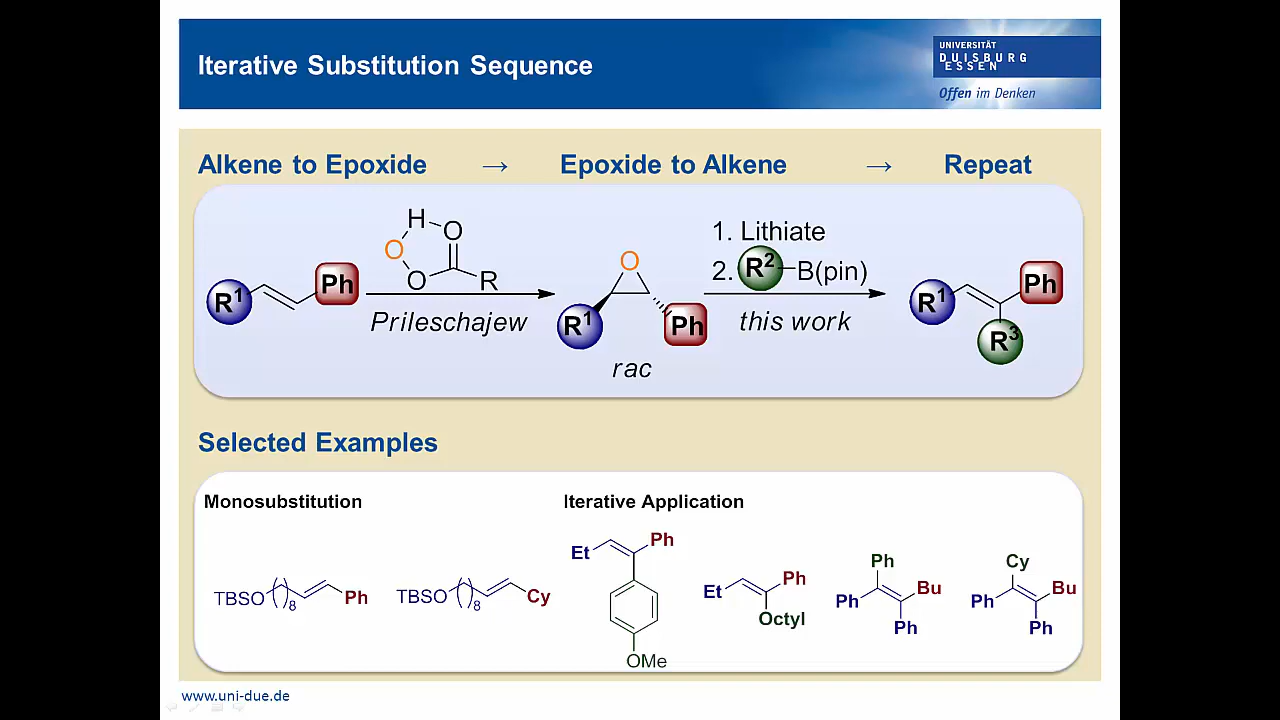 Iterative Substitution Sequence
UNIVERSITÄT
DUISBURG
ESSEN
Offen im Denken
Alkene to Epoxide → Epoxide to Alkene → Repeat
H
O
O
O
R
R¹
Ph
Prileschajew
O
R¹
Ph
rac
1. Lithiate
2. R²–B(pin)
this work
R¹
Ph
R³
Selected Examples
Monosubstitution
Iterative Application
TBSO
8
Ph
TBSO
8
Cy
Et
Ph
OMe
Et
Ph
Octyl
Ph
Ph
Bu
Ph
Cy
Ph
Bu
Ph
www.uni-due.de